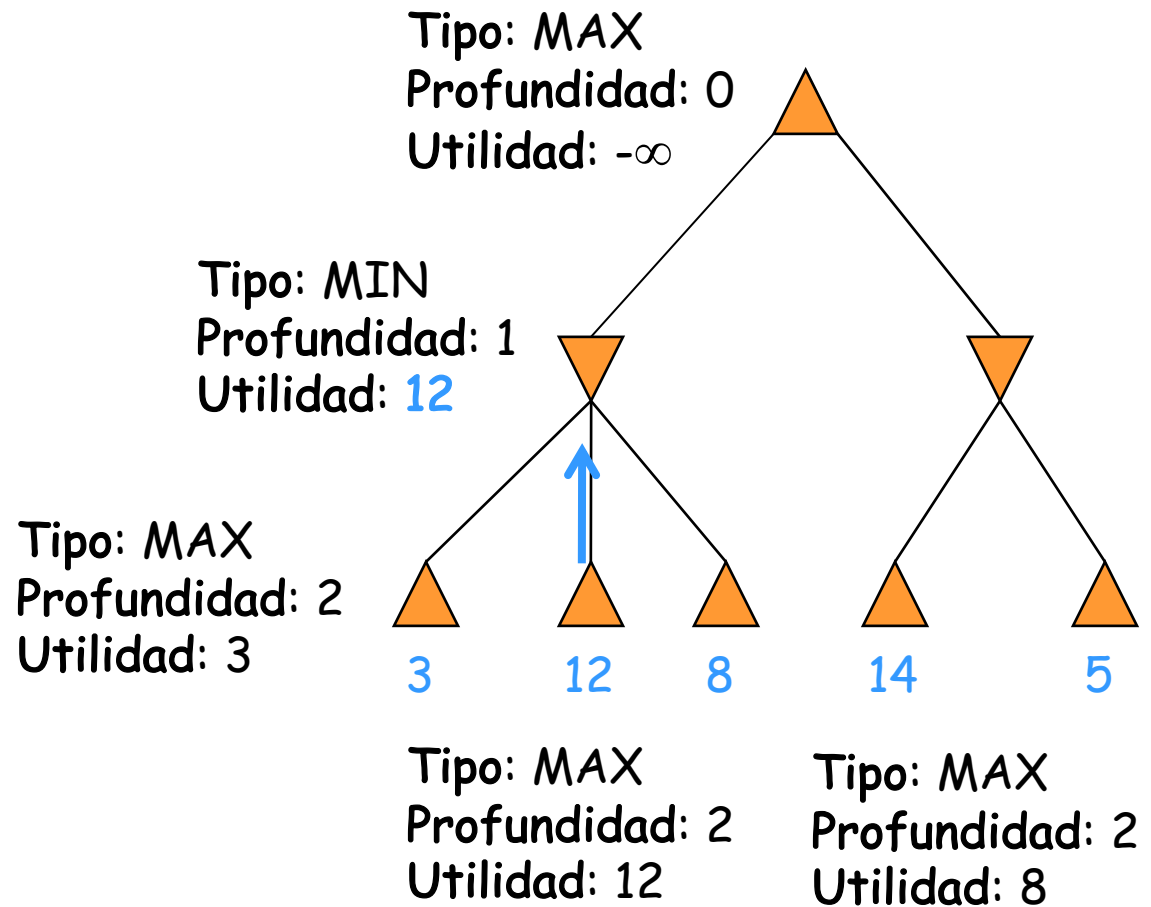 Tipo: MAX
Profundidad: 0
Utilidad: -∞
Tipo: MIN
Profundidad: 1
Utilidad: 12
Tipo: MAX
Profundidad: 2
Utilidad: 3
3 12 8 14 5
Tipo: MAX
Profundidad: 2
Utilidad: 12
Tipo: MAX
Profundidad: 2
Utilidad: 8